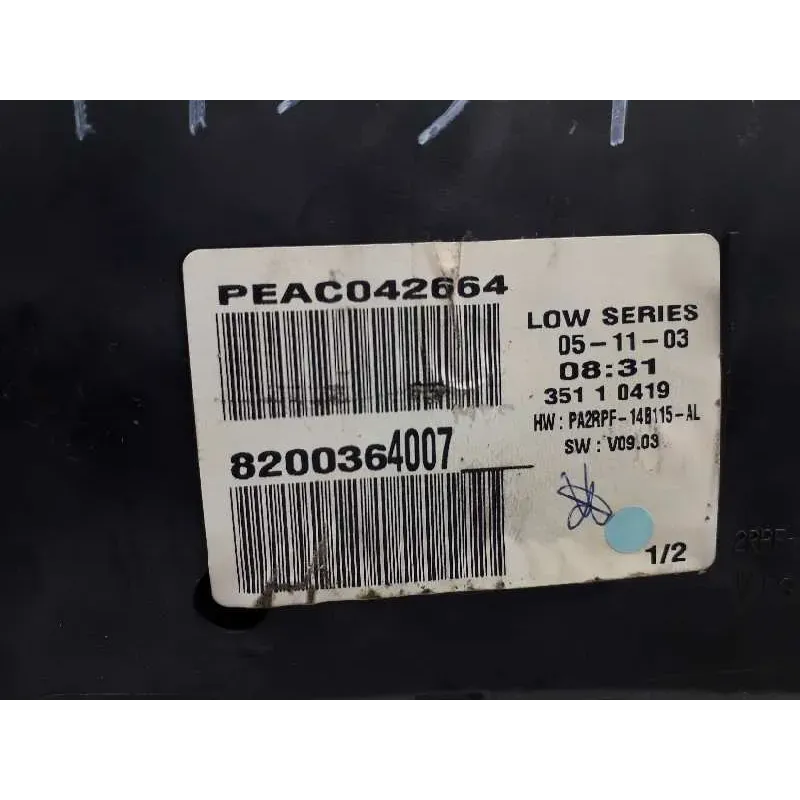 PEAC042664
LOW SERIES
05-11-03
08:31
351 1 0419
HW : PA2RPF-14B115-AL
SW : V09.03
8200364007
1/2